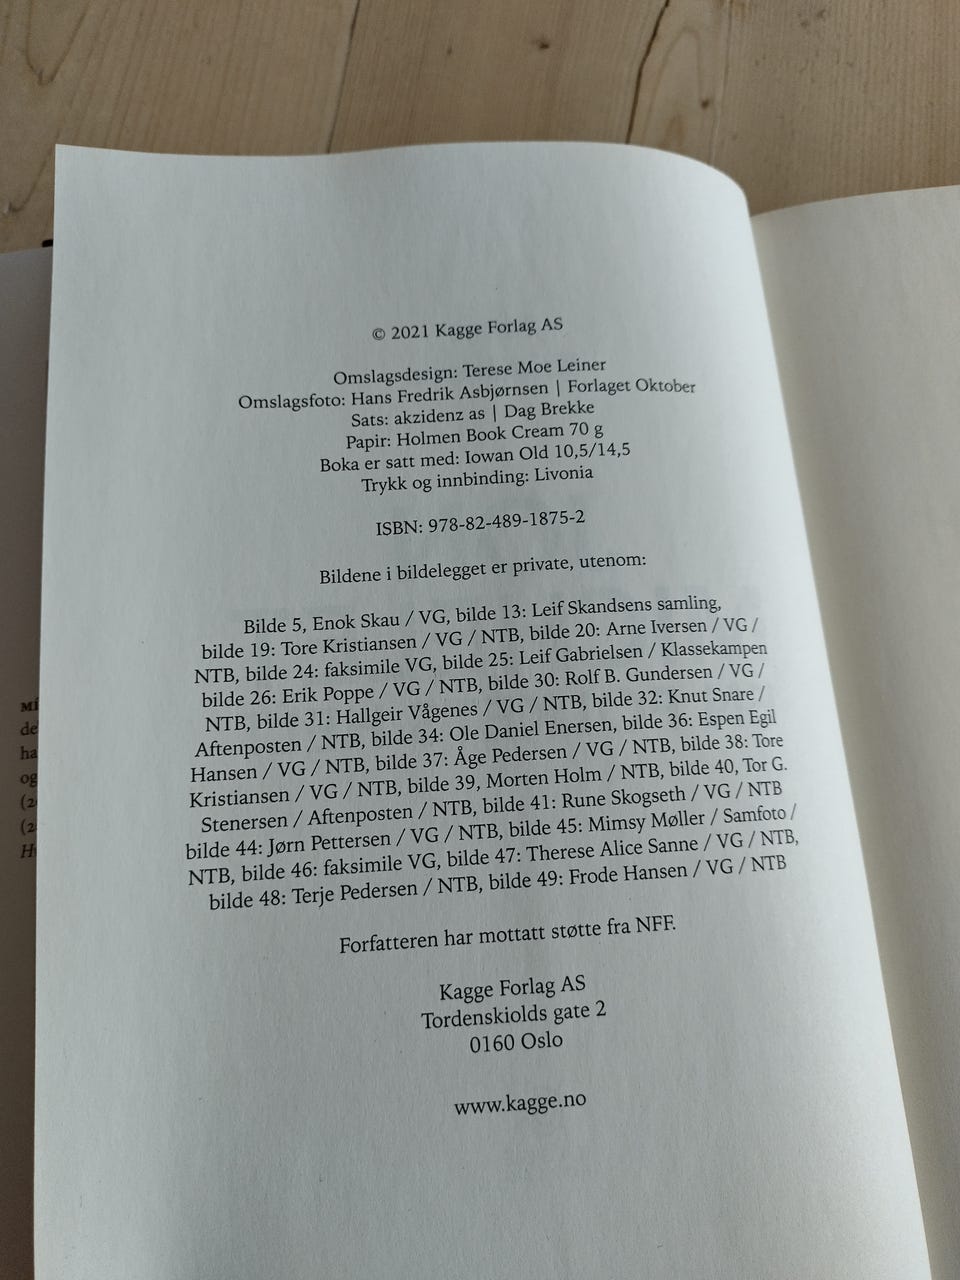 © 2021 Kagge Forlag AS
Omslagsdesign: Terese Moe Leiner
Omslagsfoto: Hans Fredrik Asbjørnsen | Forlaget Oktober
Sats: akzidenz as | Dag Brekke
Papir: Holmen Book Cream 70 g
Boka er satt med: Iowan Old 10,5/14,5
Trykk og innbinding: Livonia
ISBN: 978-82-489-1875-2
Bildene i bildelegget er private, utenom:
Bilde 5, Enok Skau / VG, bilde 13: Leif Skandsens samling,
bilde 19: Tore Kristiansen / VG / NTB, bilde 20: Arne Iversen / VG /
NTB, bilde 24: faksimile VG, bilde 25: Leif Gabrielsen / Klassekampen
bilde 26: Erik Poppe / VG / NTB, bilde 30: Rolf B. Gundersen / VG /
NTB, bilde 31: Hallgeir Vågenes / VG / NTB, bilde 32: Knut Snare /
Aftenposten / NTB, bilde 34: Ole Daniel Enersen, bilde 36: Espen Egil
Hansen / VG / NTB, bilde 37: Åge Pedersen / VG / NTB, bilde 38: Tore
Kristiansen / VG / NTB, bilde 39, Morten Holm / NTB, bilde 40, Tor G.
Stenersen / Aftenposten / NTB, bilde 41: Rune Skogseth / VG / NTB
bilde 44: Jørn Pettersen / VG / NTB, bilde 45: Mimsy Møller / Samfoto /
NTB, bilde 46: faksimile VG, bilde 47: Therese Alice Sanne / VG / NTB,
bilde 48: Terje Pedersen / NTB, bilde 49: Frode Hansen / VG / NTB
Forfatteren har mottatt støtte fra NFF.
Kagge Forlag AS
Tordenskiolds gate 2
0160 Oslo
www.kagge.no